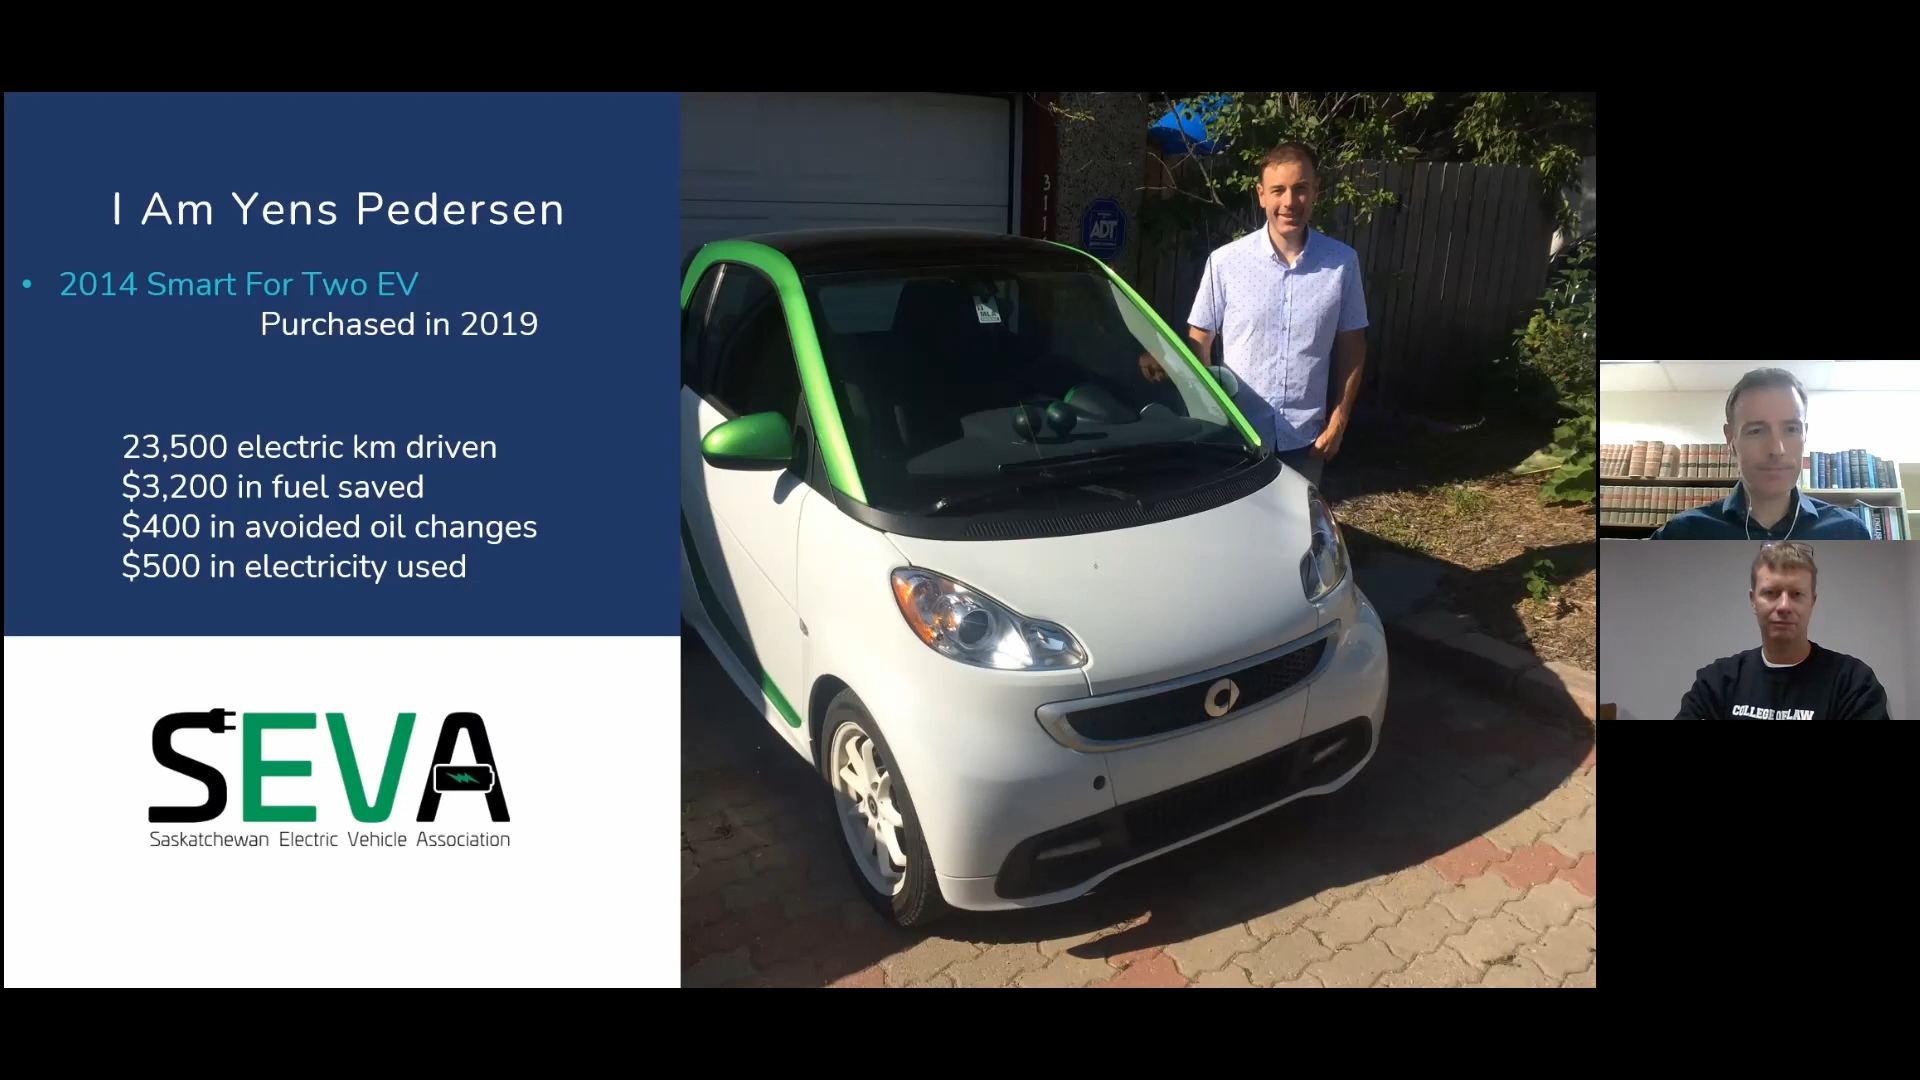 I Am Yens Pedersen
• 2014 Smart For Two EV
Purchased in 2019
23,500 electric km driven
$3,200 in fuel saved
$400 in avoided oil changes
$500 in electricity used
SEVA
Saskatchewan Electric Vehicle Association
ADT
MLA
COLLEGE OF LAW